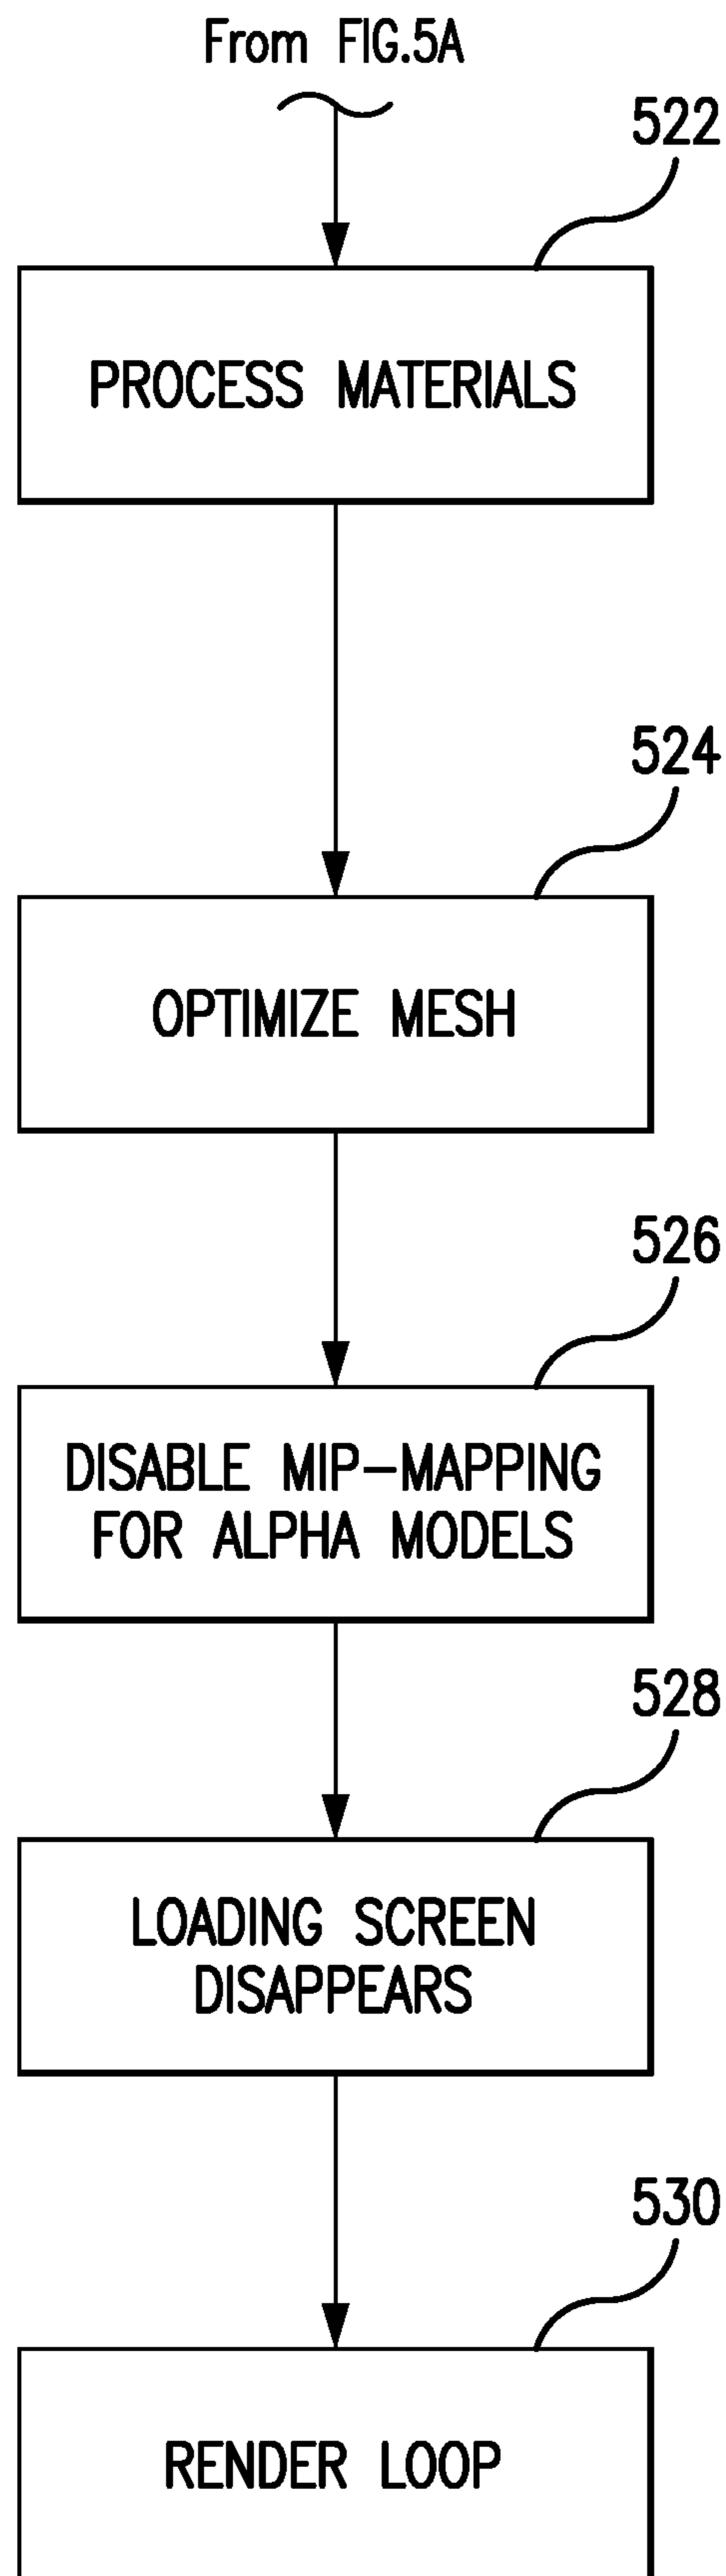 From FIG.5A
522
PROCESS MATERIALS
524
OPTIMIZE MESH
526
DISABLE MIP-MAPPING
FOR ALPHA MODELS
528
LOADING SCREEN
DISAPPEARS
530
RENDER LOOP